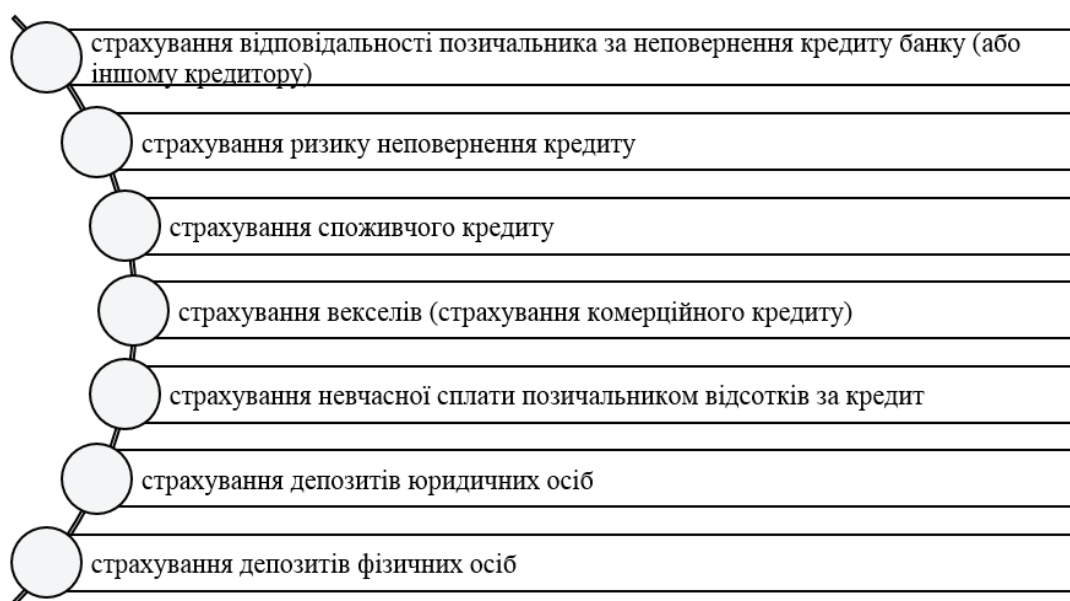 страхування відповідальності позичальника за неповернення кредиту банку (або
іншому кредитору)
страхування ризику неповернення кредиту
страхування споживчого кредиту
страхування векселів (страхування комерційного кредиту)
страхування невчасної сплати позичальником відсотків за кредит
страхування депозитів юридичних осіб
страхування депозитів фізичних осіб